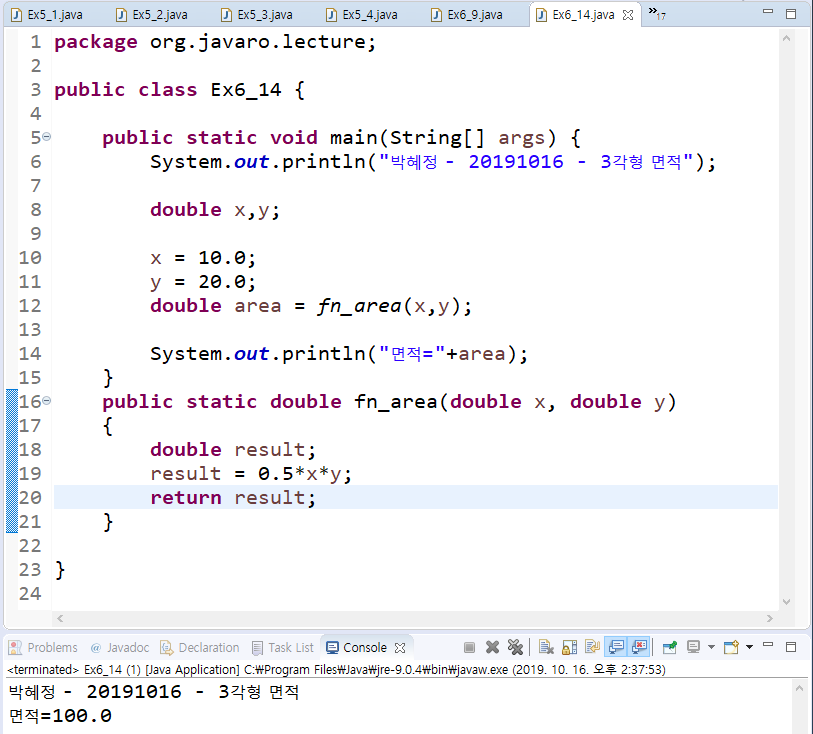 Ex5_1.java Ex5_2.java Ex5_3.java Ex5_4.java Ex6_9.java Ex6_14.java »17
1 package org.javaro.lecture;
2
3 public class Ex6_14 {
4
5 public static void main(String[] args) {
6 System.out.println("박혜정 - 20191016 - 3각형 면적");
7
8 double x,y;
9
10 x = 10.0;
11 y = 20.0;
12 double area = fn_area(x,y);
13
14 System.out.println("면적="+area);
15 }
16 public static double fn_area(double x, double y)
17 {
18 double result;
19 result = 0.5*x*y;
20 return result;
21 }
22
23 }
24
Problems @ Javadoc Declaration Task List Console
<terminated> Ex6_14 (1) [Java Application] C:₩Program Files₩Java₩jre-9.0.4₩bin₩javaw.exe (2019. 10. 16. 오후 2:37:53)
박혜정 - 20191016 - 3각형 면적
면적=100.0